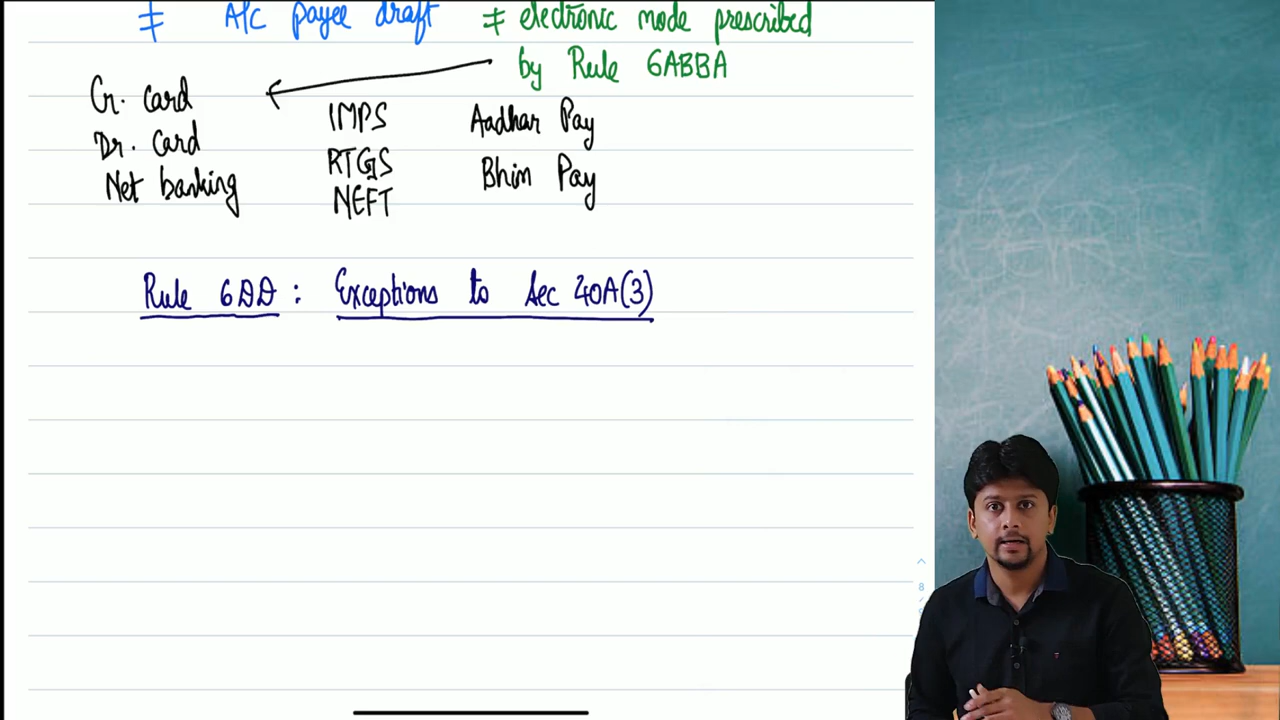 ≠ A/C payee draft ≠ electronic mode prescribed
by Rule 6ABBA
Cr. card IMPS Aadhar Pay
Dr. card RTGS Bhim Pay
Net banking NEFT
Rule 6DD : Exceptions to Sec 40A(3)
8